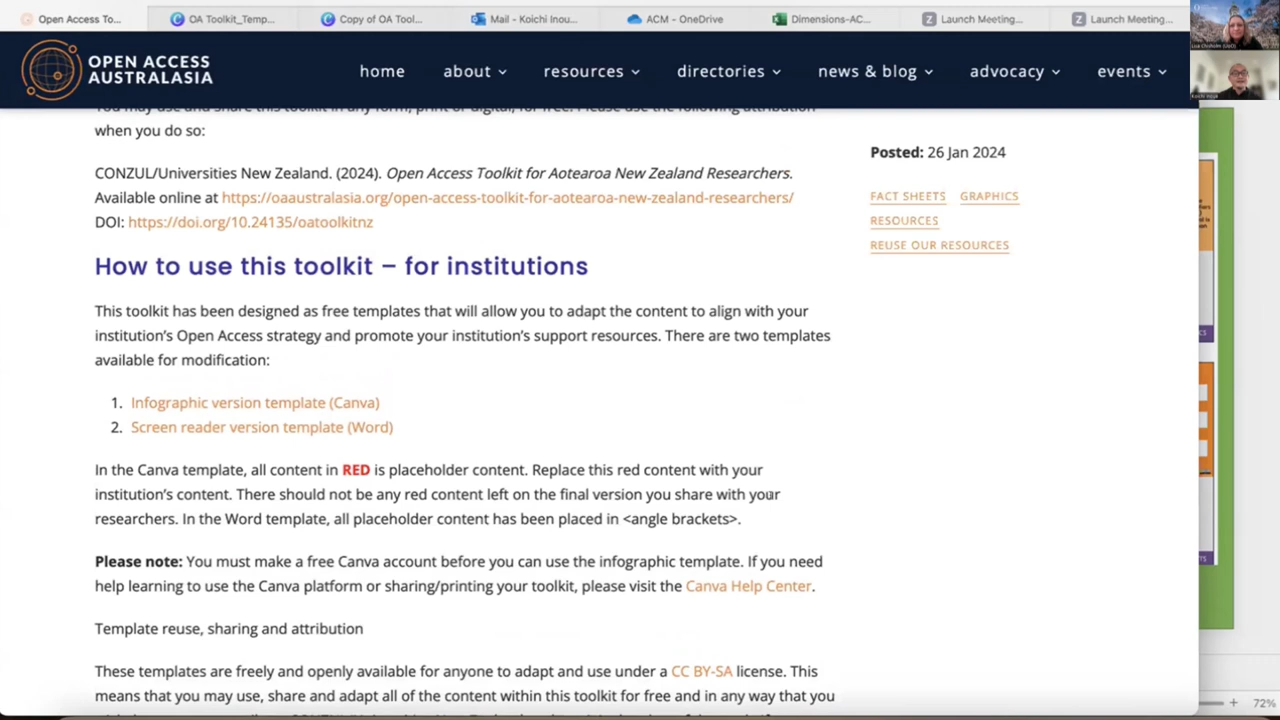 Open Access To...
OA Toolkit_Temp...
Copy of OA Tool...
Mail - Koichi Inou...
ACM - OneDrive
Dimensions-AC...
Launch Meeting...
Launch Meeting...
OPEN ACCESS
AUSTRALASIA
home
about
resources
directories
news & blog
advocacy
events
when you do so:
CONZUL/Universities New Zealand. (2024). Open Access Toolkit for Aotearoa New Zealand Researchers.
Available online at https://oaaustralasia.org/open-access-toolkit-for-aotearoa-new-zealand-researchers/
DOI: https://doi.org/10.24135/oatoolkitnz
Posted: 26 Jan 2024
FACT SHEETS GRAPHICS
RESOURCES
REUSE OUR RESOURCES
How to use this toolkit – for institutions
This toolkit has been designed as free templates that will allow you to adapt the content to align with your
institution's Open Access strategy and promote your institution's support resources. There are two templates
available for modification:
1. Infographic version template (Canva)
2. Screen reader version template (Word)
In the Canva template, all content in RED is placeholder content. Replace this red content with your
institution's content. There should not be any red content left on the final version you share with your
researchers. In the Word template, all placeholder content has been placed in <angle brackets>.
Please note: You must make a free Canva account before you can use the infographic template. If you need
help learning to use the Canva platform or sharing/printing your toolkit, please visit the Canva Help Center.
Template reuse, sharing and attribution
These templates are freely and openly available for anyone to adapt and use under a CC BY-SA license. This
means that you may use, share and adapt all of the content within this toolkit for free and in any way that you
72%